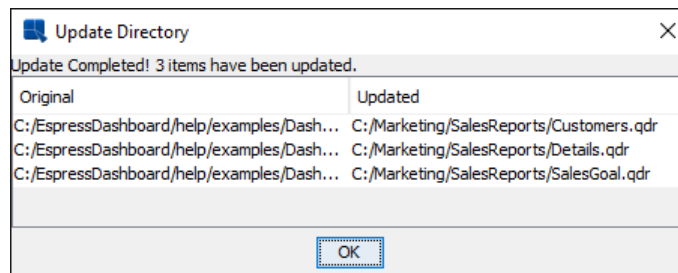 Update Directory
Update Completed! 3 items have been updated.
Original Updated
C:/EspressDashboard/help/examples/Dash... C:/Marketing/SalesReports/Customers.qdr
C:/EspressDashboard/help/examples/Dash... C:/Marketing/SalesReports/Details.qdr
C:/EspressDashboard/help/examples/Dash... C:/Marketing/SalesReports/SalesGoal.qdr
OK